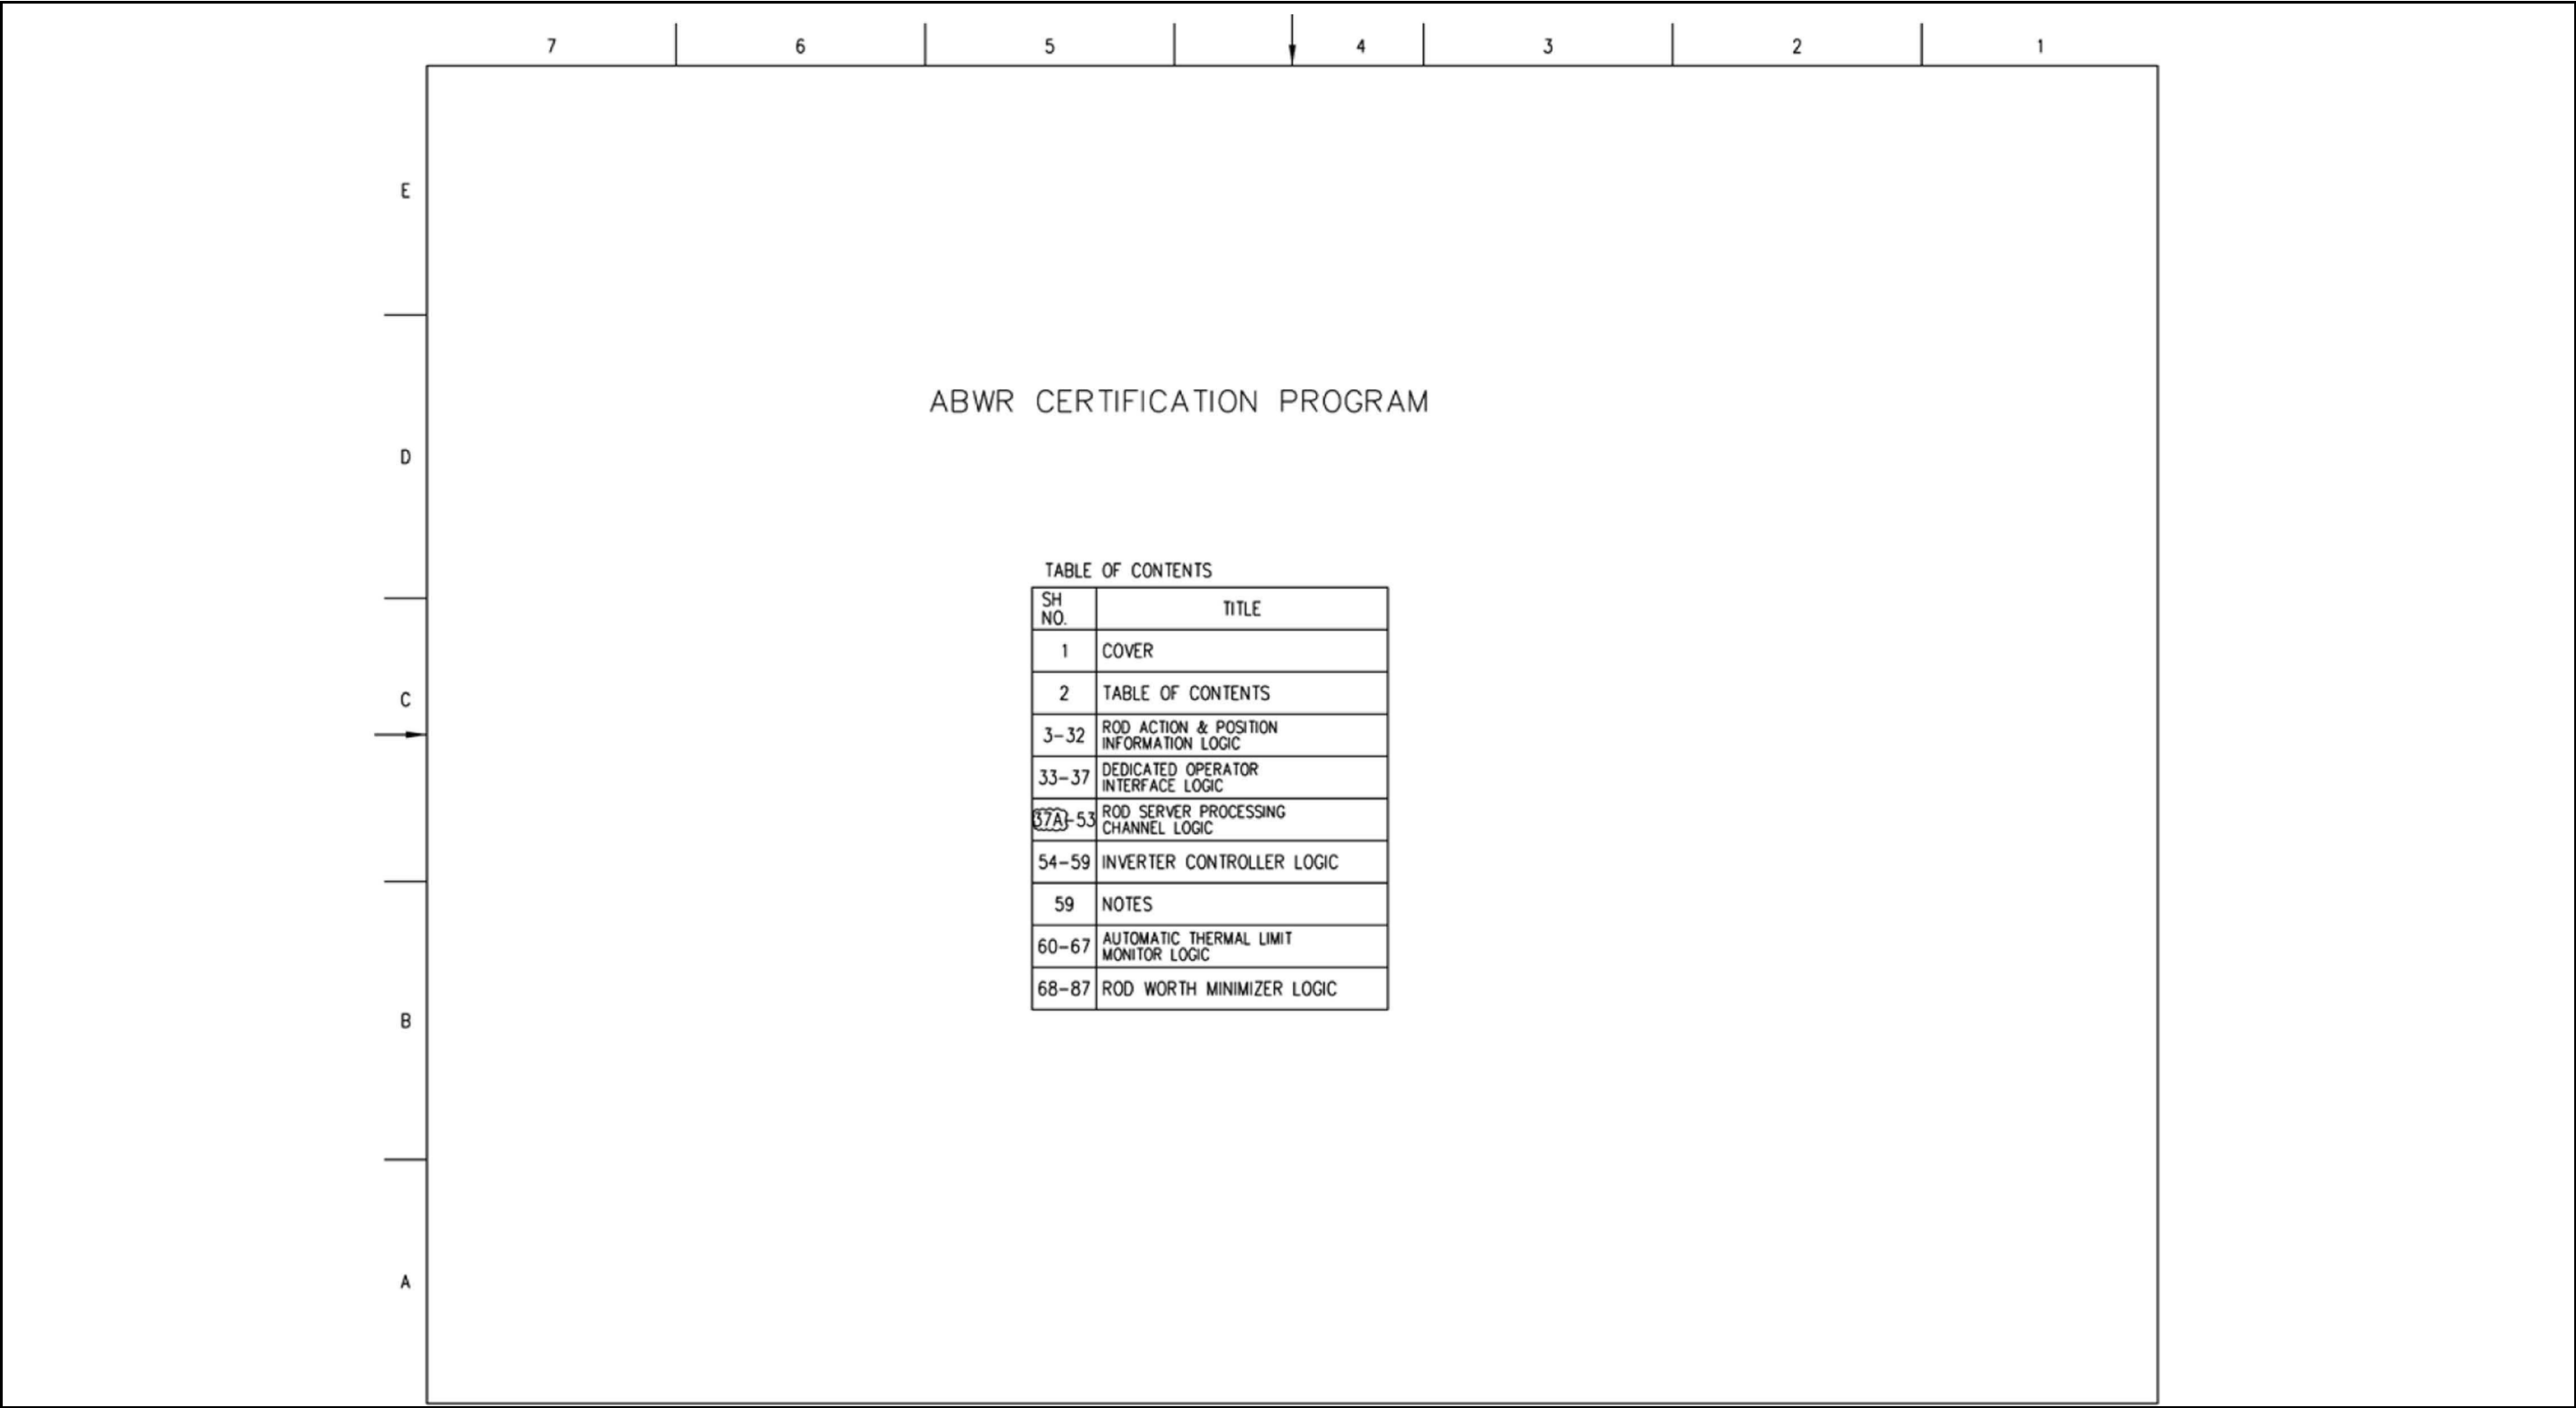 7 6 5 4 3 2 1
E
D
C
B
A
ABWR CERTIFICATION PROGRAM
TABLE OF CONTENTS
SH
NO.
TITLE
1 COVER
2 TABLE OF CONTENTS
3-32 ROD ACTION & POSITION
INFORMATION LOGIC
33-37 DEDICATED OPERATOR
INTERFACE LOGIC
37A-53 ROD SERVER PROCESSING
CHANNEL LOGIC
54-59 INVERTER CONTROLLER LOGIC
59 NOTES
60-67 AUTOMATIC THERMAL LIMIT
MONITOR LOGIC
68-87 ROD WORTH MINIMIZER LOGIC